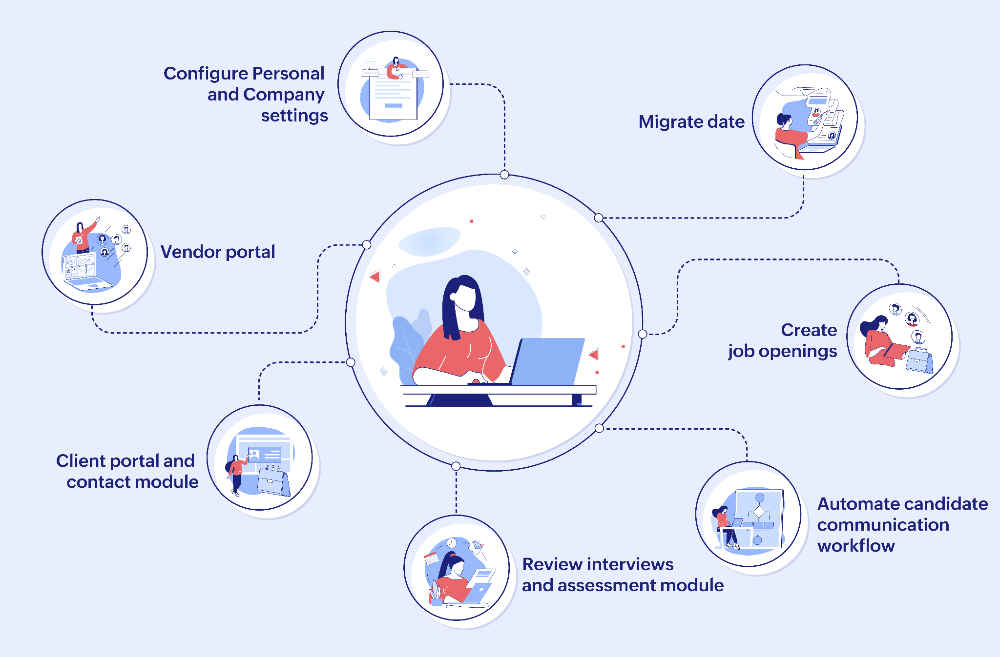 Configure Personal
and Company
settings
Migrate date
Vendor portal
Create
job openings
Client portal and
contact module
Automate candidate
communication
workflow
Review interviews
and assessment module